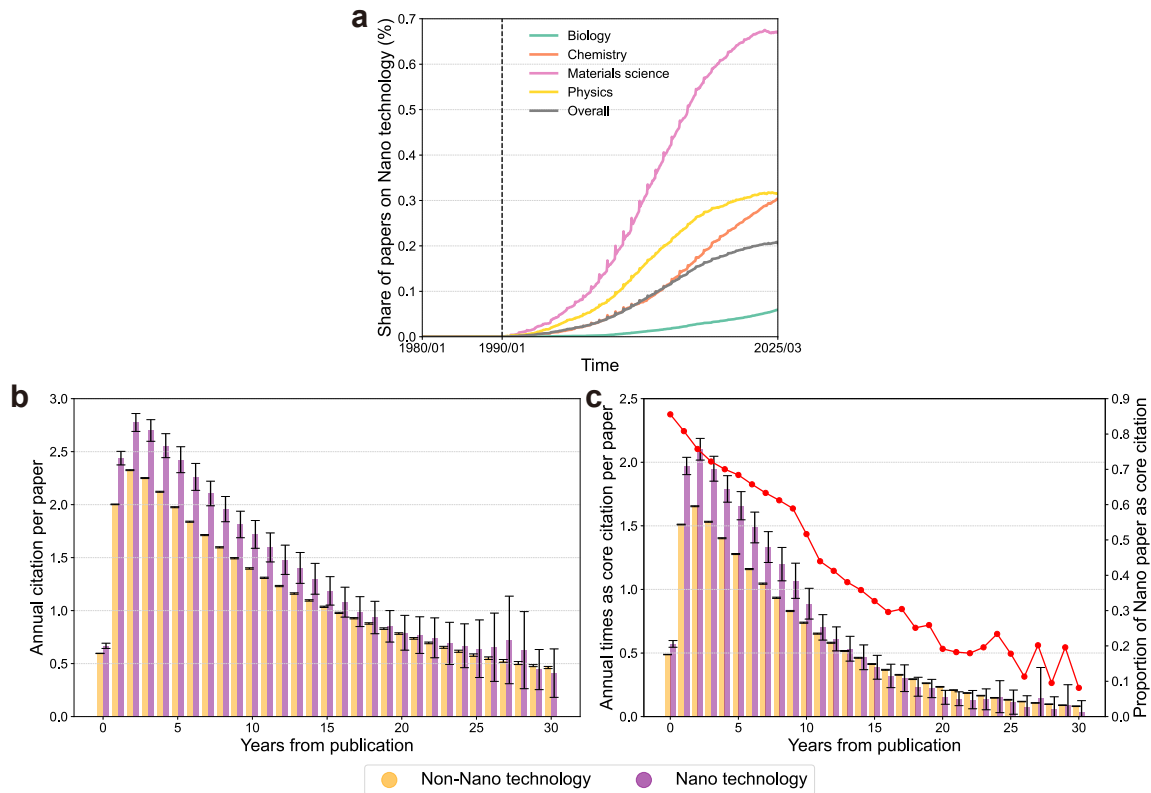 a
Share of papers on Nano technology (%)
0.7
0.6
0.5
0.4
0.3
0.2
0.1
0.0
Biology
Chemistry
Materials science
Physics
Overall
1980/01
1990/01
2025/03
Time
b
Annual citation per paper
3.0
2.5
2.0
1.5
1.0
0.5
0.0
0
5
10
15
20
25
30
Years from publication
c
Annual times as core citation per paper
2.5
2.0
1.5
1.0
0.5
0.0
0
5
10
15
20
25
30
Years from publication
0.9
0.8
0.7
0.6
0.5
0.4
0.3
0.2
0.1
0.0
Proportion of Nano paper as core citation
Non-Nano technology
Nano technology